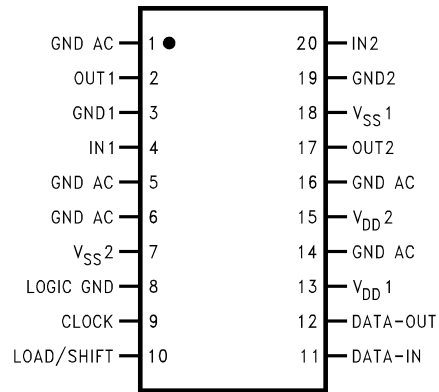 GND AC 1 20 IN2
OUT1 2 19 GND2
GND1 3 18 VSS1
IN1 4 17 OUT2
GND AC 5 16 GND AC
GND AC 6 15 VDD2
VSS2 7 14 GND AC
LOGIC GND 8 13 VDD1
CLOCK 9 12 DATA-OUT
LOAD/SHIFT 10 11 DATA-IN